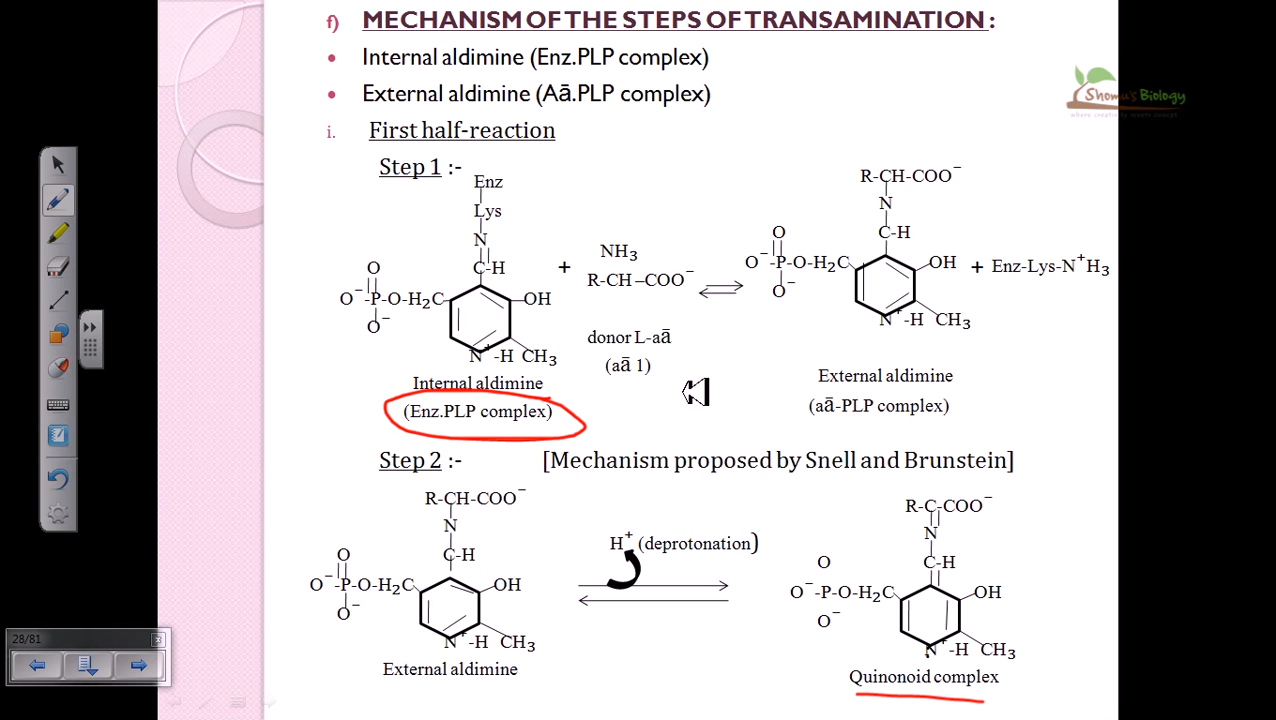 f) MECHANISM OF THE STEPS OF TRANSAMINATION :
• Internal aldimine (Enz.PLP complex)
• External aldimine (Aā.PLP complex)
Shomu's Biology
i. First half-reaction
Step 1 :-
Enz
Lys
N
C-H
O
O⁻-P-O-H₂C
O⁻
OH
N⁺-H CH₃
+
NH₃
R-CH-COO⁻
donor L-aā
(aā 1)
R-CH-COO⁻
N
C-H
O
O⁻-P-O-H₂C
O⁻
OH
N⁺-H CH₃
+ Enz-Lys-N⁺H₃
Internal aldimine
(Enz.PLP complex)
External aldimine
(aā-PLP complex)
Step 2 :- [Mechanism proposed by Snell and Brunstein]
R-CH-COO⁻
N
C-H
O
O⁻-P-O-H₂C
O⁻
OH
N⁺-H CH₃
External aldimine
H⁺ (deprotonation)
R-C-COO⁻
N
C-H
O
O⁻-P-O-H₂C
O⁻
OH
N⁺-H CH₃
Quinonoid complex
28/81